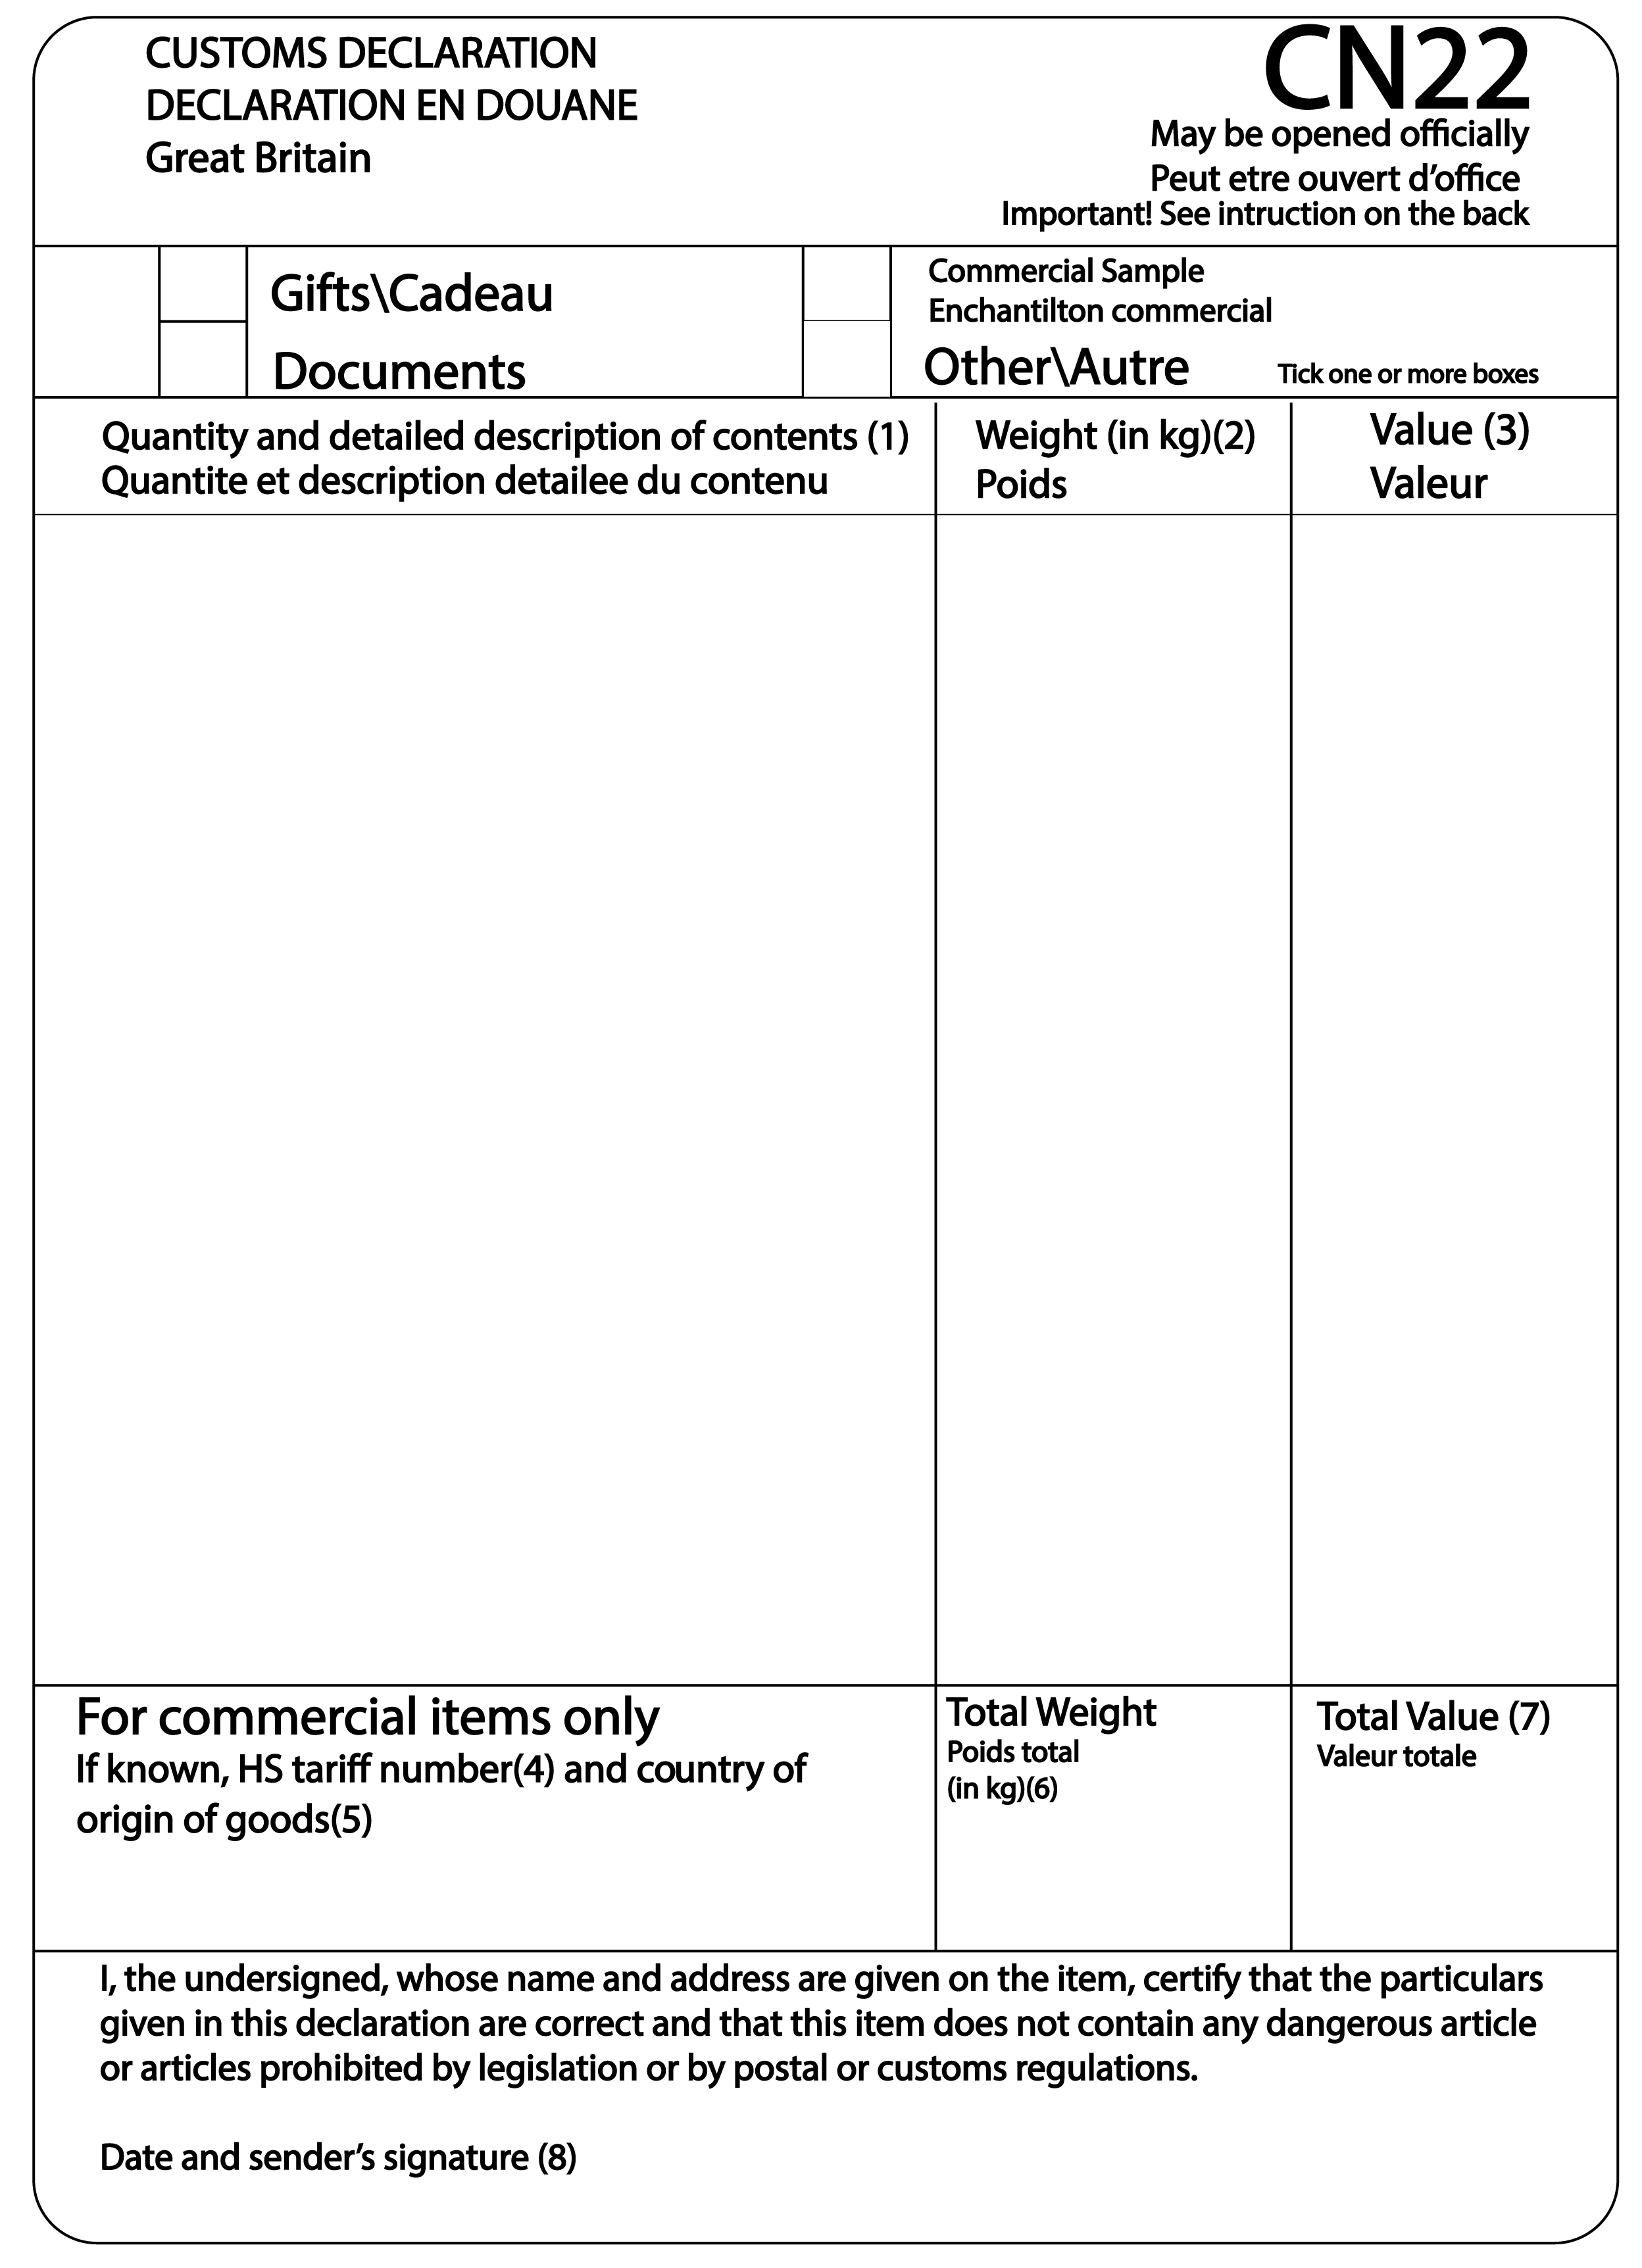 CUSTOMS DECLARATION
DECLARATION EN DOUANE
Great Britain
CN22
May be opened officially
Peut etre ouvert d’office
Important! See intruction on the back
Gifts\Cadeau
Documents
Commercial Sample
Enchantilton commercial
Other\Autre
Tick one or more boxes
Quantity and detailed description of contents (1)
Quantite et description detailee du contenu
Weight (in kg)(2)
Poids
Value (3)
Valeur
For commercial items only
If known, HS tariff number(4) and country of
origin of goods(5)
Total Weight
Poids total
(in kg)(6)
Total Value (7)
Valeur totale
I, the undersigned, whose name and address are given on the item, certify that the particulars
given in this declaration are correct and that this item does not contain any dangerous article
or articles prohibited by legislation or by postal or customs regulations.
Date and sender’s signature (8)